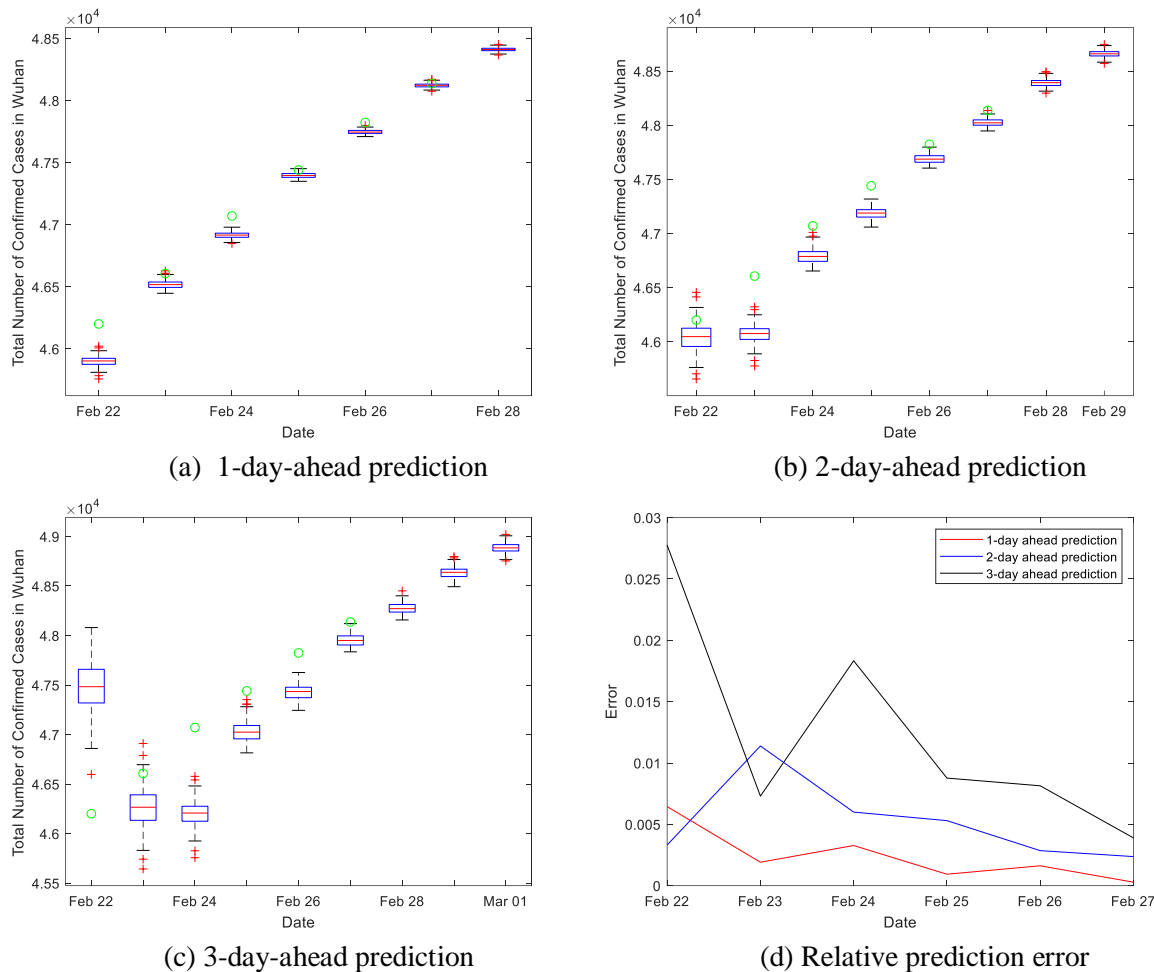 ×10⁴
Total Number of Confirmed Cases in Wuhan
4.85
4.8
4.75
4.7
4.65
4.6
Feb 22
Feb 24
Feb 26
Feb 28
Date
(a) 1-day-ahead prediction
×10⁴
Total Number of Confirmed Cases in Wuhan
4.85
4.8
4.75
4.7
4.65
4.6
Feb 22
Feb 24
Feb 26
Feb 28
Feb 29
Date
(b) 2-day-ahead prediction
×10⁴
Total Number of Confirmed Cases in Wuhan
4.9
4.85
4.8
4.75
4.7
4.65
4.6
4.55
Feb 22
Feb 24
Feb 26
Feb 28
Mar 01
Date
(c) 3-day-ahead prediction
Error
0.03
0.025
0.02
0.015
0.01
0.005
0
1-day ahead prediction
2-day ahead prediction
3-day ahead prediction
Feb 22
Feb 23
Feb 24
Feb 25
Feb 26
Feb 27
Date
(d) Relative prediction error